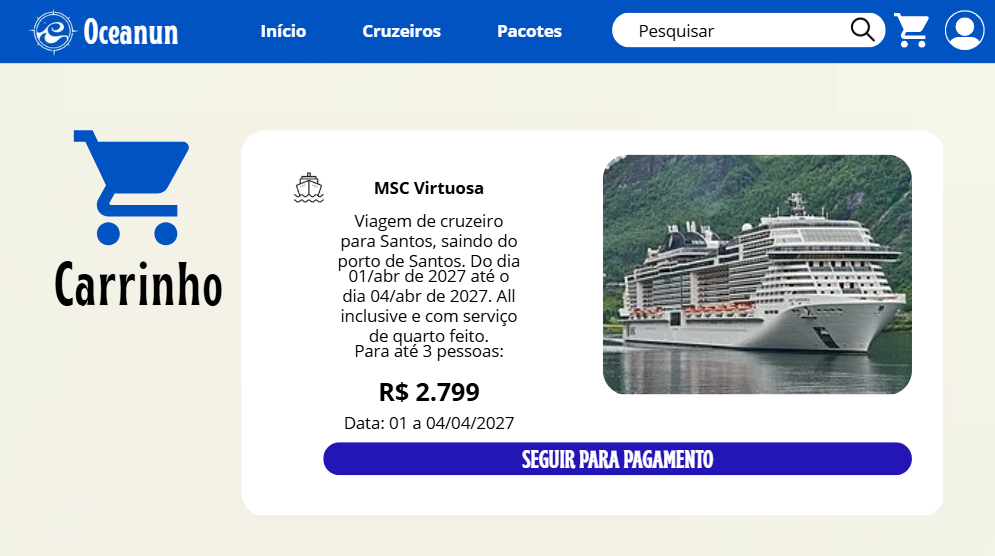 Oceanun
Início
Cruzeiros
Pacotes
Pesquisar
Carrinho
MSC Virtuosa
Viagem de cruzeiro
para Santos, saindo do
porto de Santos. Do dia
01/abr de 2027 até o
dia 04/abr de 2027. All
inclusive e com serviço
de quarto feito.
Para até 3 pessoas:
R$ 2.799
Data: 01 a 04/04/2027
SEGUIR PARA PAGAMENTO